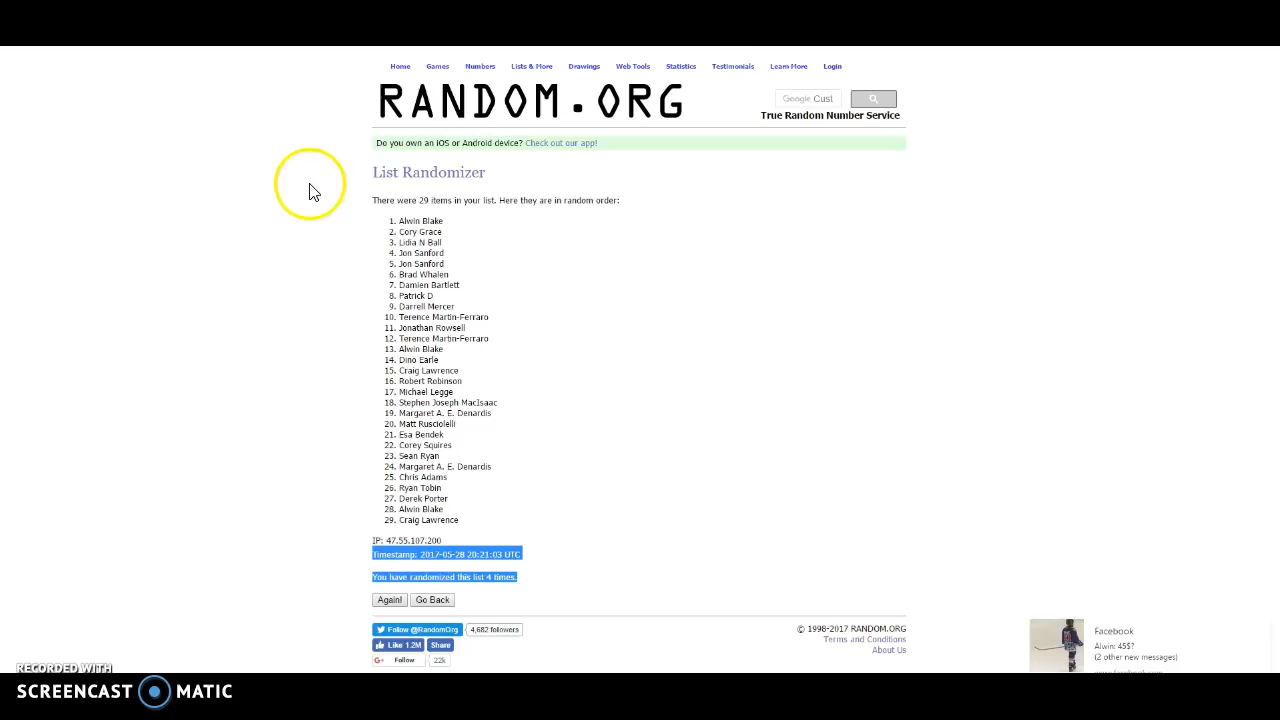 Home Games Numbers Lists & More Drawings Web Tools Statistics Testimonials Learn More Login
RANDOM.ORG
Google Cust
True Random Number Service
Do you own an iOS or Android device? Check out our app!
List Randomizer
There were 29 items in your list. Here they are in random order:
1. Alwin Blake
2. Cory Grace
3. Lidia N Ball
4. Jon Sanford
5. Jon Sanford
6. Brad Whalen
7. Damien Bartlett
8. Patrick D
9. Darrell Mercer
10. Terence Martin-Ferraro
11. Jonathan Rowsell
12. Terence Martin-Ferraro
13. Alwin Blake
14. Dino Earle
15. Craig Lawrence
16. Robert Robinson
17. Michael Legge
18. Stephen Joseph MacIsaac
19. Margaret A. E. Denardis
20. Matt Rusciolelli
21. Esa Bendek
22. Corey Squires
23. Sean Ryan
24. Margaret A. E. Denardis
25. Chris Adams
26. Ryan Tobin
27. Derek Porter
28. Alwin Blake
29. Craig Lawrence
IP: 47.55.107.200
Timestamp: 2017-05-28 20:21:03 UTC
You have randomized this list 4 times.
Again! Go Back
Follow @RandomOrg 4,682 followers
Like 1.2M Share
G+ Follow 22k
© 1998-2017 RANDOM.ORG
Terms and Conditions
About Us
Facebook
Alwin: 45$?
(2 other new messages)
www.facebook.com
RECORDED WITH
SCREENCAST MATIC